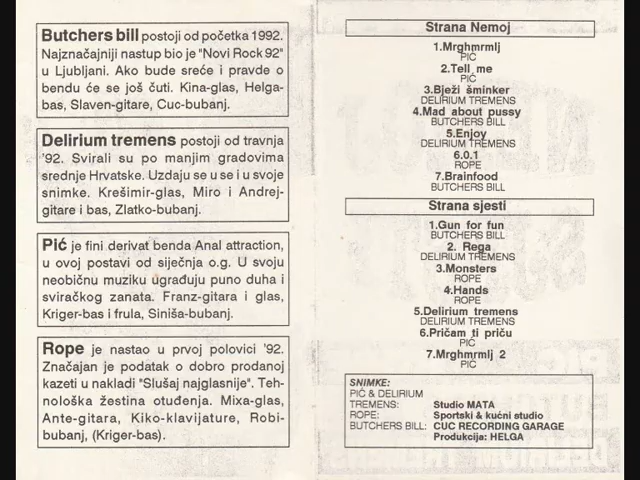 Butchers bill postoji od početka 1992.
Najznačajniji nastup bio je "Novi Rock 92"
u Ljubljani. Ako bude sreće i pravde o
bendu će se još čuti. Kina-glas, Helga-
bas, Slaven-gitare, Cuc-bubanj.
Delirium tremens postoji od travnja
'92. Svirali su po manjim gradovima
srednje Hrvatske. Uzdaju se u se i u svoje
snimke. Krešimir-glas, Miro i Andrej-
gitare i bas, Zlatko-bubanj.
Pić je fini derivat benda Anal attraction,
u ovoj postavi od siječnja o.g. U svoju
neobičnu muziku ugrađuju puno duha i
sviračkog zanata. Franz-gitara i glas,
Kriger-bas i frula, Siniša-bubanj.
Rope je nastao u prvoj polovici '92.
Značajan je podatak o dobro prodanoj
kazeti u nakladi "Slušaj najglasnije". Teh-
nološka žestina otuđenja. Mixa-glas,
Ante-gitara, Kiko-klavijature, Robi-
bubanj, (Kriger-bas).
Strana Nemoj
1.Mrghmrmlj
PIĆ
2.Tell me
PIĆ
3.Bježi šminker
DELIRIUM TREMENS
4.Mad about pussy
BUTCHERS BILL
5.Enjoy
DELIRIUM TREMENS
6.0.1
ROPE
7.Brainfood
BUTCHERS BILL
Strana sjesti
1.Gun for fun
BUTCHERS BILL
2. Rega
DELIRIUM TREMENS
3.Monsters
ROPE
4.Hands
ROPE
5.Delirium tremens
DELIRIUM TREMENS
6.Pričam ti priču
PIĆ
7.Mrghmrmlj 2
PIĆ
SNIMKE:
PIĆ & DELIRIUM
TREMENS: Studio MATA
ROPE: Sportski & kućni studio
BUTCHERS BILL: CUC RECORDING GARAGE
Produkcija: HELGA